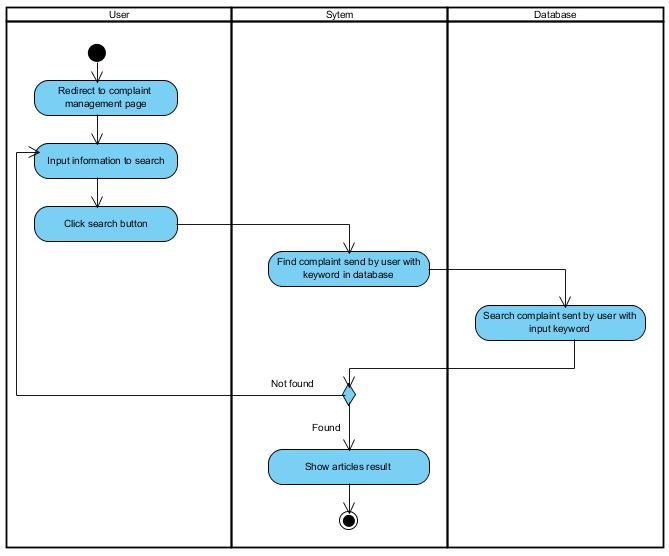 User
Sytem
Database
Redirect to complaint
management page
Input information to search
Click search button
Find complaint send by user with
keyword in database
Search complaint sent by user with
input keyword
Not found
Found
Show articles result